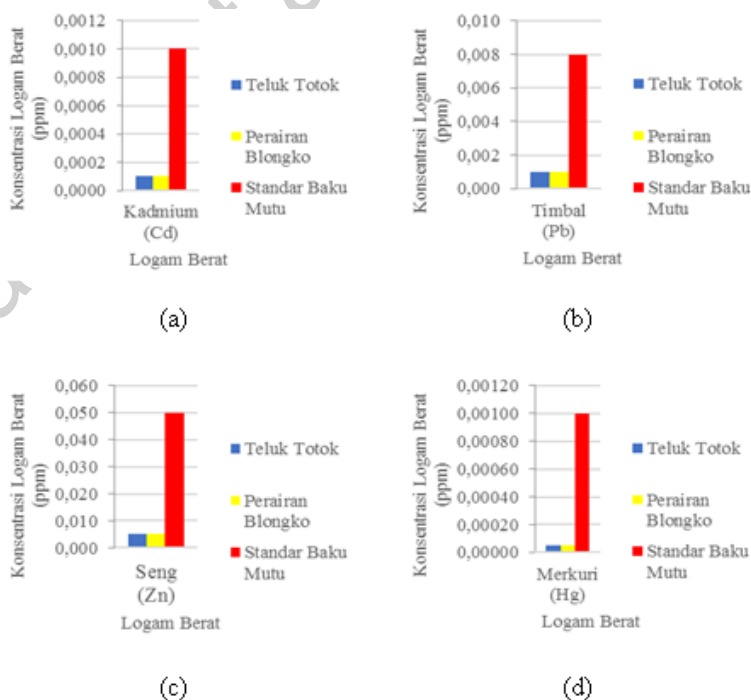 Konsentrasi Logam Berat
(ppm)
0,0012
0,0010
0,0008
0,0006
0,0004
0,0002
0,0000
Kadmium
(Cd)
Logam Berat
Teluk Totok
Perairan
Blongko
Standar Baku
Mutu
(a)
Konsentrasi Logam Berat
(ppm)
0,010
0,008
0,006
0,004
0,002
0,000
Timbal
(Pb)
Logam Berat
Teluk Totok
Perairan
Blongko
Standar Baku
Mutu
(b)
Konsentrasi Logam Berat
(ppm)
0,060
0,050
0,040
0,030
0,020
0,010
0,000
Seng
(Zn)
Logam Berat
Teluk Totok
Perairan
Blongko
Standar Baku
Mutu
(c)
Konsentrasi Logam Berat
(ppm)
0,00120
0,00100
0,00080
0,00060
0,00040
0,00020
0,00000
Merkuri
(Hg)
Logam Berat
Teluk Totok
Perairan
Blongko
Standar Baku
Mutu
(d)